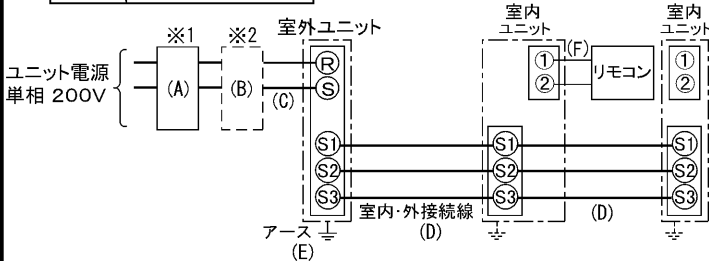 ※1
※2
室外ユニット
室内
ユニット
室内
ユニット
ユニット電源
単相 200V
(A)
(B)
(C)
R
S
1
2
(F)
リモコン
1
2
S1
S2
S3
S1
S2
S3
S1
S2
S3
室内・外接続線
(D)
(D)
アース
(E)